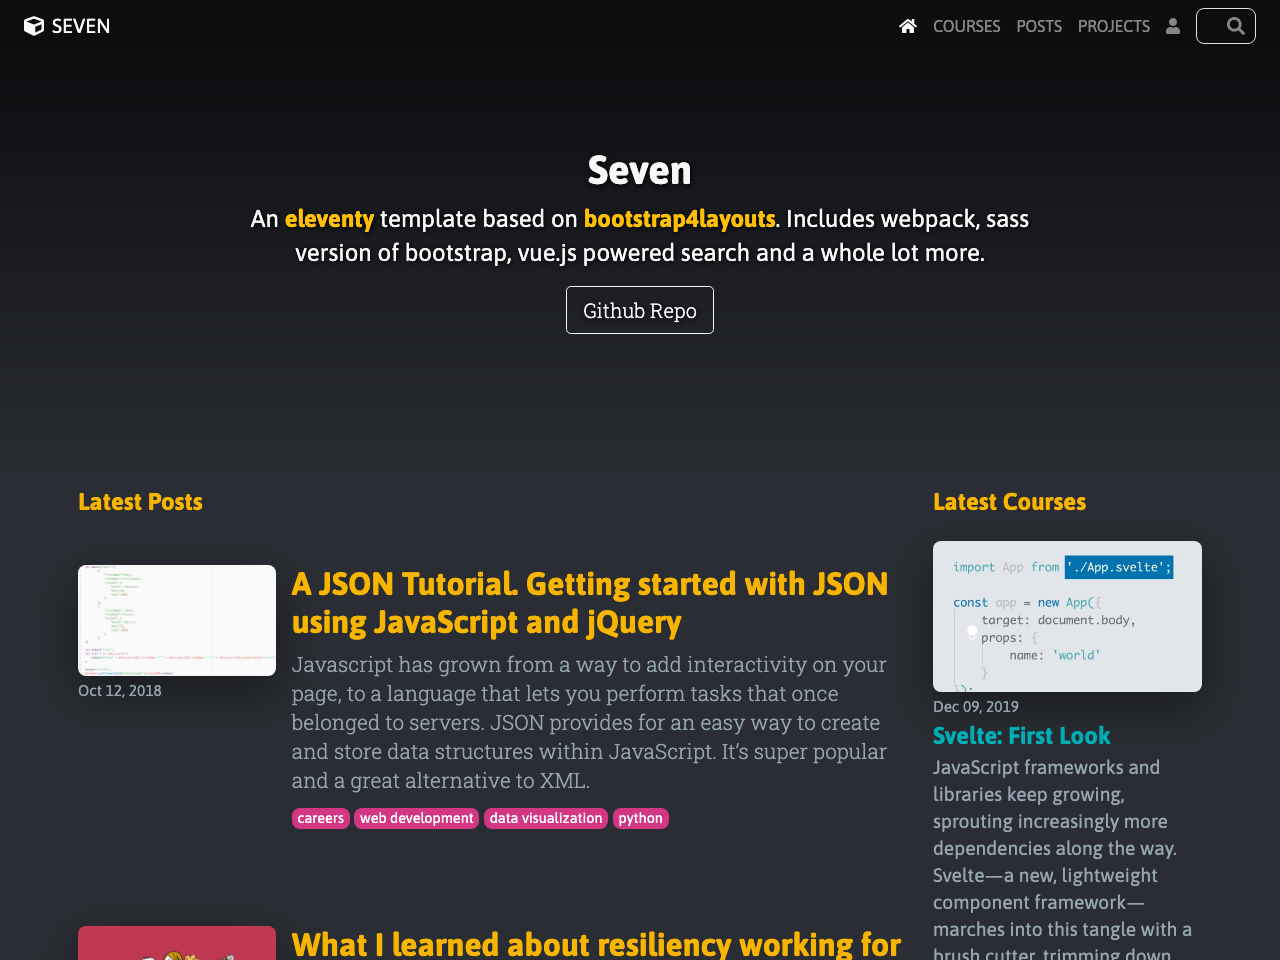 SEVEN
COURSES POSTS PROJECTS
Seven
An eleventy template based on bootstrap4layouts. Includes webpack, sass
version of bootstrap, vue.js powered search and a whole lot more.
Github Repo
Latest Posts
Oct 12, 2018
A JSON Tutorial. Getting started with JSON
using JavaScript and jQuery
Javascript has grown from a way to add interactivity on your
page, to a language that lets you perform tasks that once
belonged to servers. JSON provides for an easy way to create
and store data structures within JavaScript. It’s super popular
and a great alternative to XML.
careers web development data visualization python
What I learned about resiliency working for
Latest Courses
import App from './App.svelte';
const app = new App({
target: document.body,
props: {
name: 'world'
}
});
Dec 09, 2019
Svelte: First Look
JavaScript frameworks and
libraries keep growing,
sprouting increasingly more
dependencies along the way.
Svelte—a new, lightweight
component framework—
marches into this tangle with a
brush cutter, trimming down